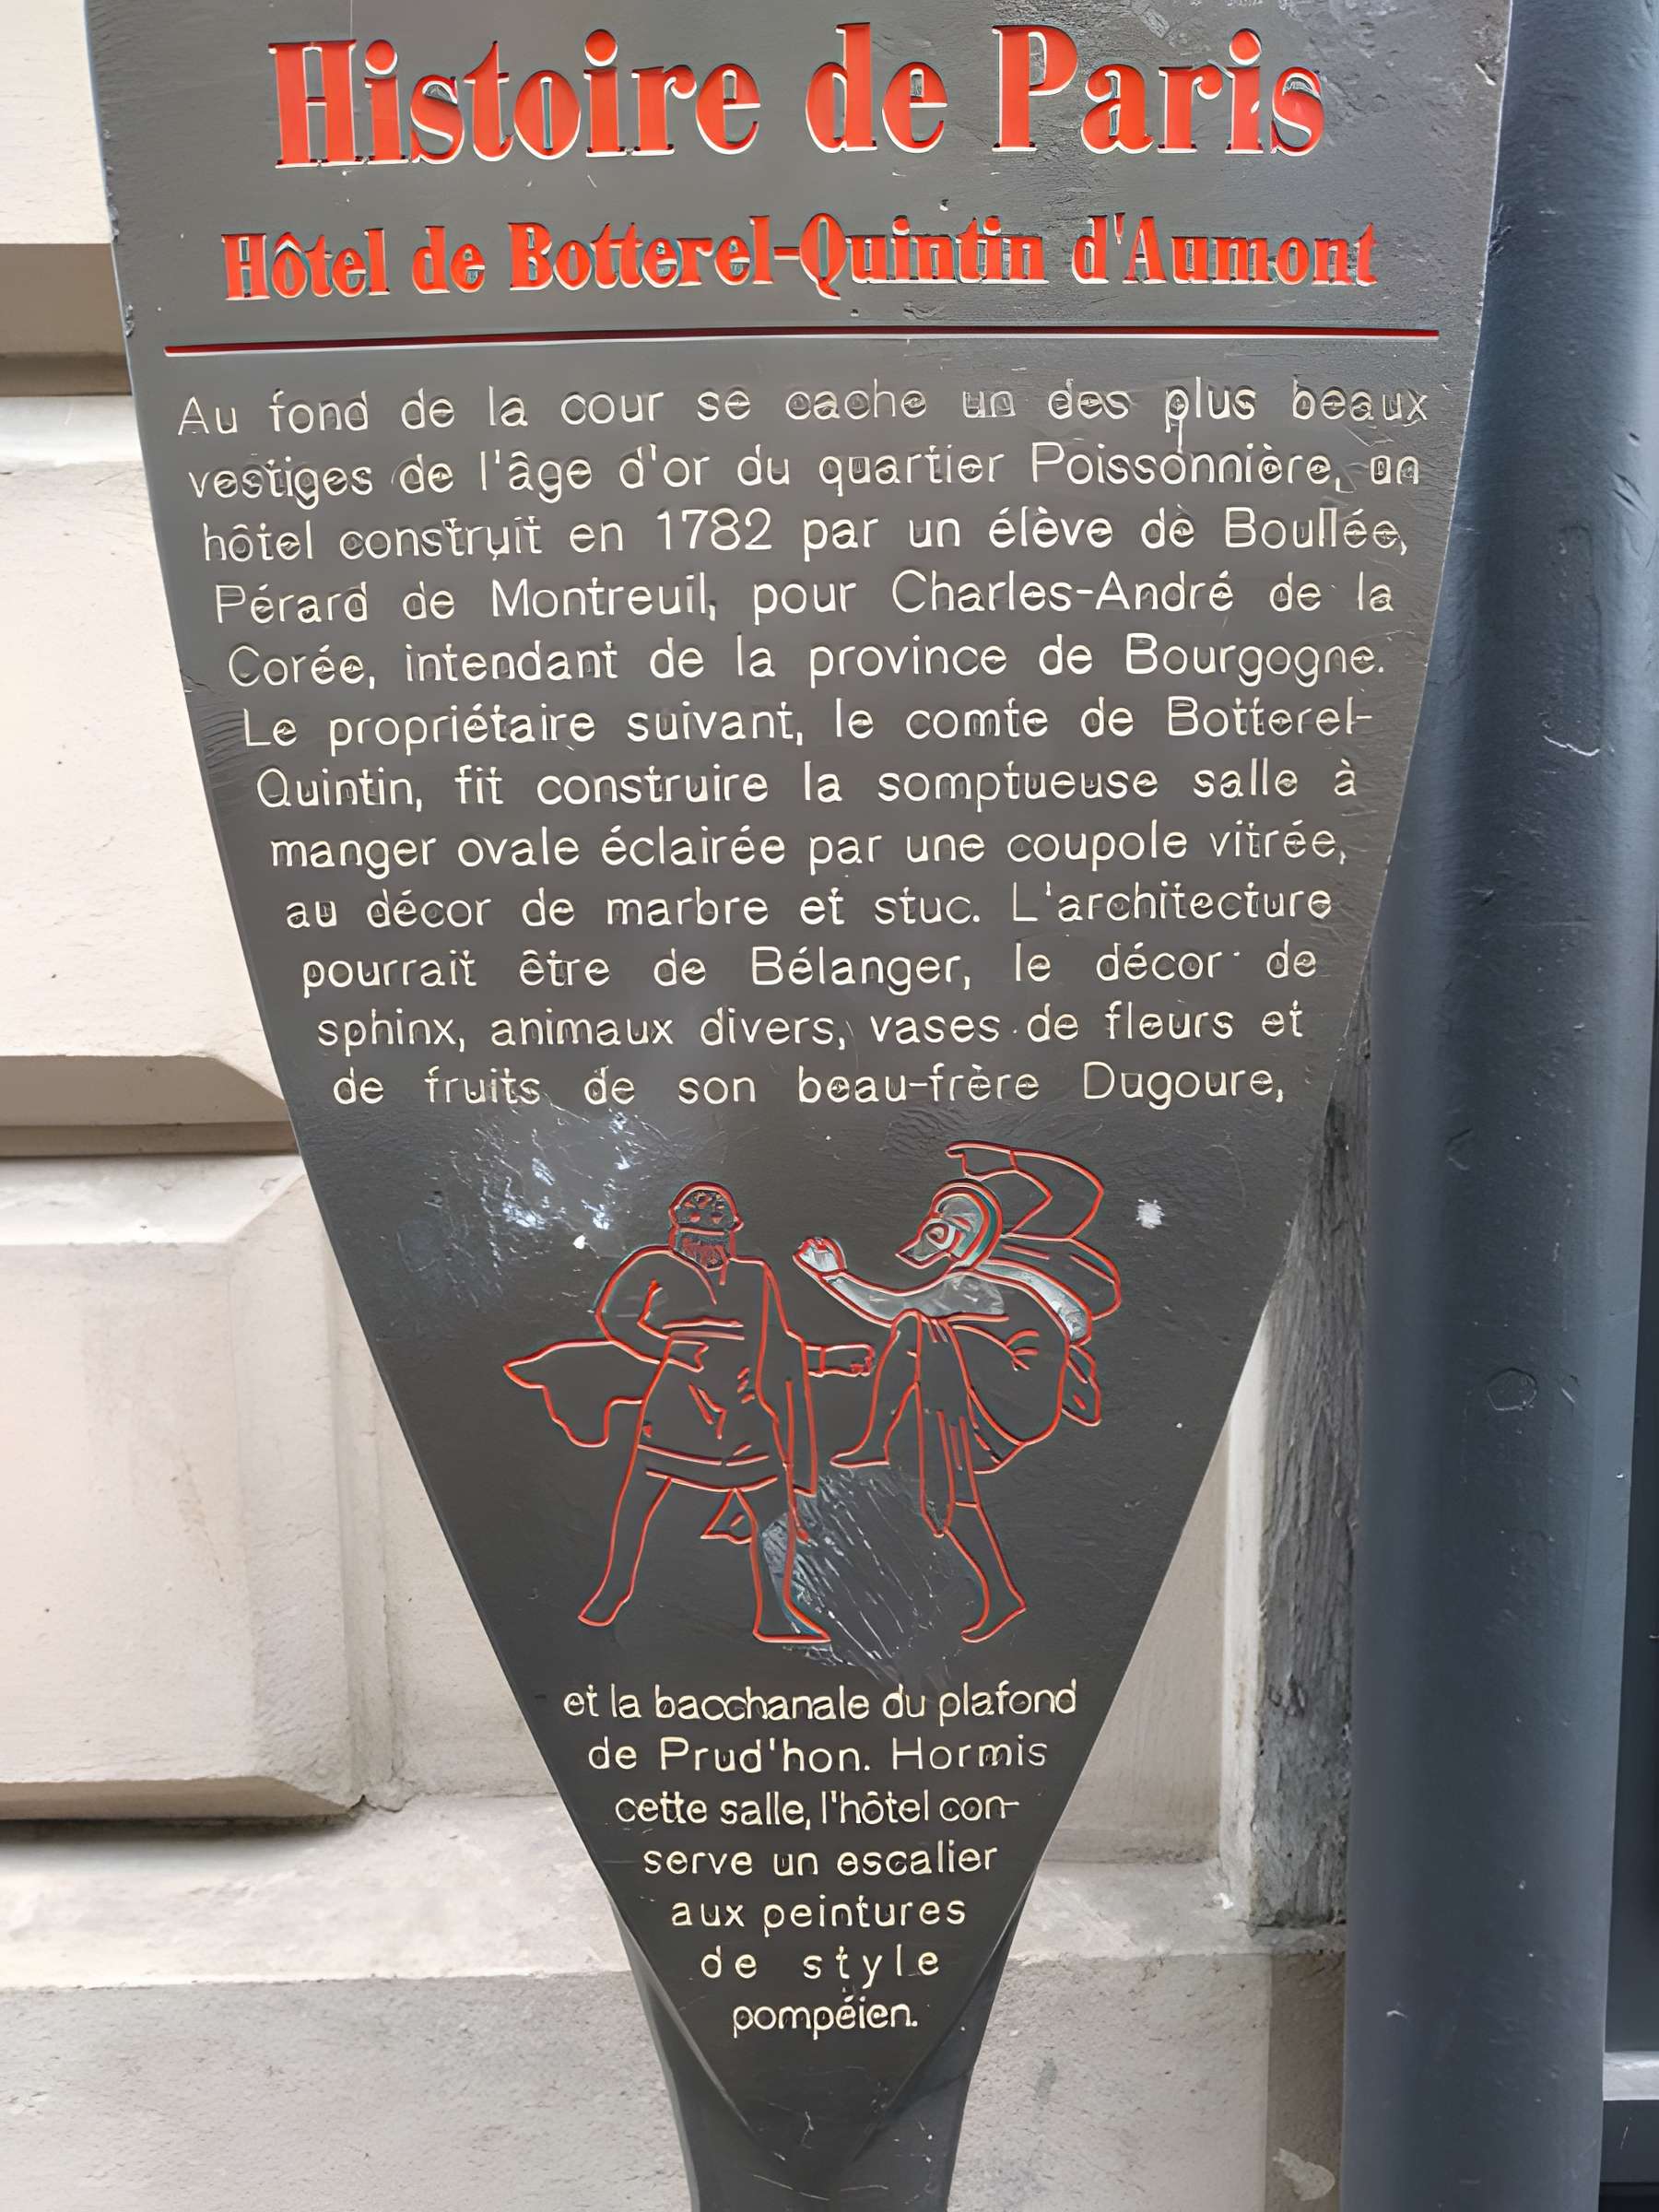 Histoire de Paris
Hôtel de Botterel-Quintin d'Aumont
Au fond de la cour se cache un des plus beaux
vestiges de l'âge d'or du quartier Poissonnière, un
hôtel construit en 1782 par un élève de Boullée,
Pérard de Montreuil, pour Charles-André de la
Corée, intendant de la province de Bourgogne.
Le propriétaire suivant, le comte de Botterel-
Quintin, fit construire la somptueuse salle à
manger ovale éclairée par une coupole vitrée,
au décor de marbre et stuc. L'architecture
pourrait être de Bélanger, le décor de
sphinx, animaux divers, vases de fleurs et
de fruits de son beau-frère Dugoure,
et la bacchanale du plafond
de Prud'hon. Hormis
cette salle, l'hôtel con-
serve un escalier
aux peintures
de style
pompéien.